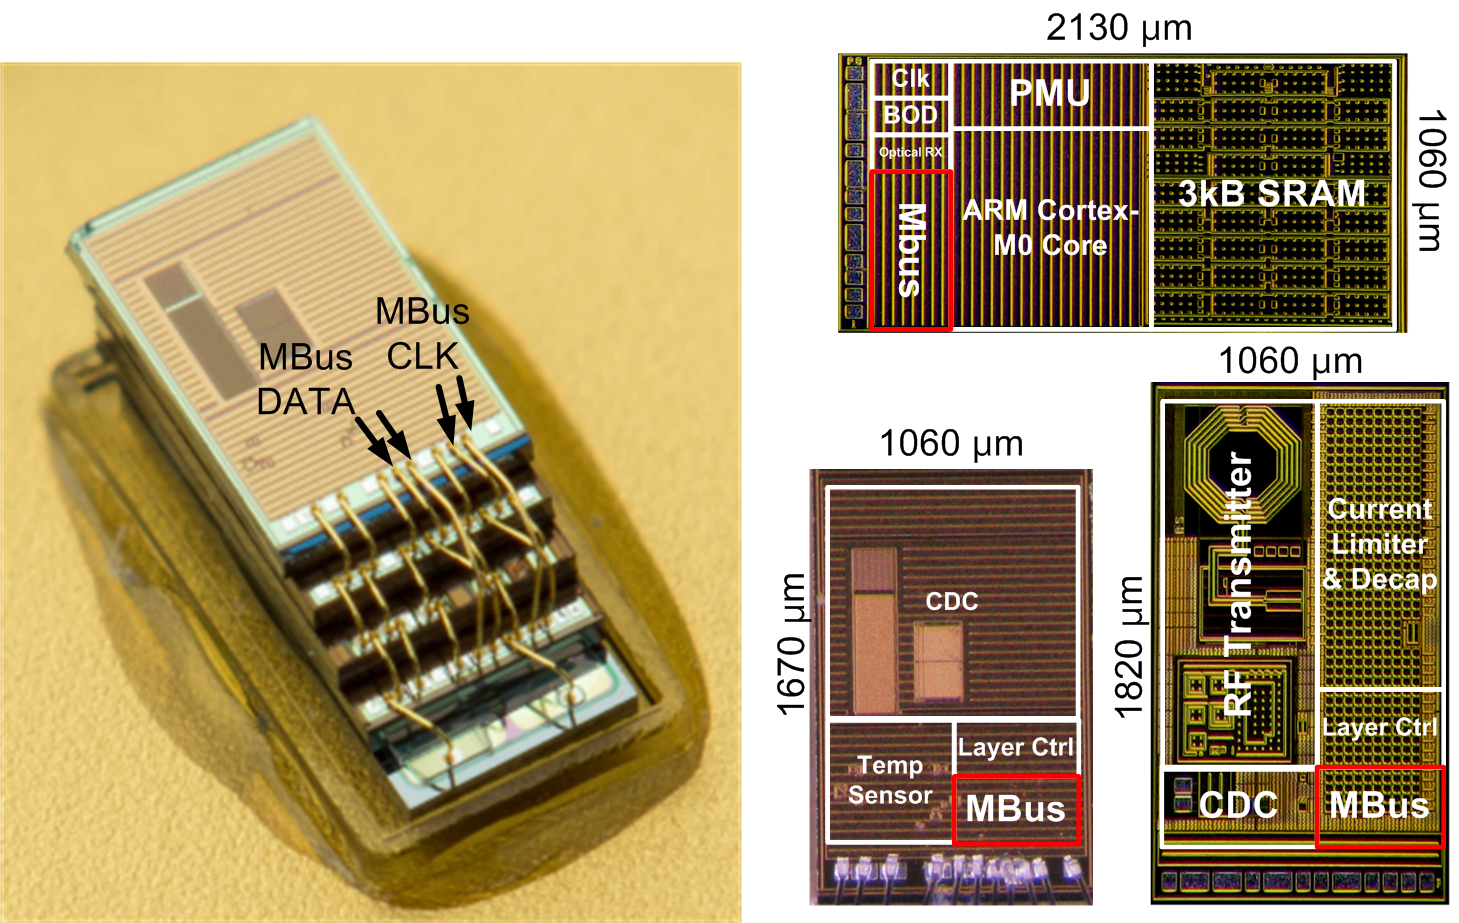 MBus
CLK
MBus
DATA
2130 µm
1060 µm
Clk
BOD
Optical RX
Mbus
PMU
ARM Cortex-
M0 Core
3kB SRAM
1060 µm
1670 µm
CDC
Temp
Sensor
Layer Ctrl
MBus
1060 µm
1820 µm
RF Transmitter
Current
Limiter
& Decap
Layer Ctrl
CDC
MBus